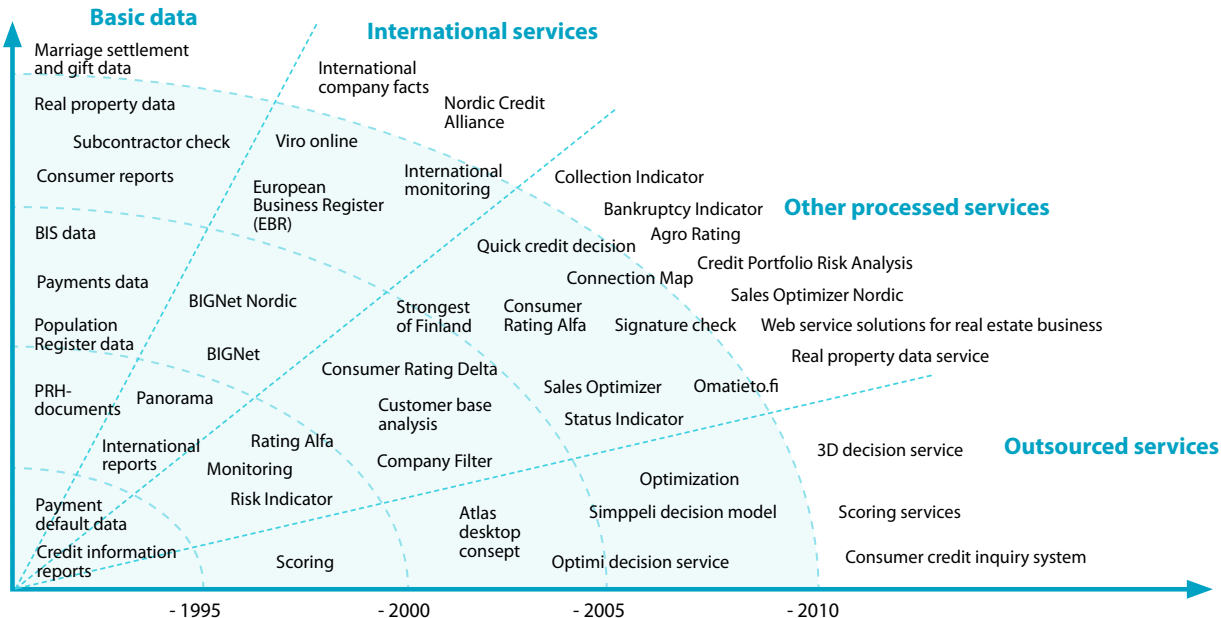 Basic data
Marriage settlement
and gift data
Real property data
Subcontractor check
Consumer reports
BIS data
Payments data
Population
Register data
PRH-
documents
Payment
default data
Credit information
reports
International services
International
company facts
Nordic Credit
Alliance
Viro online
International
monitoring
European
Business Register
(EBR)
BIGNet Nordic
BIGNet
Panorama
International
reports
Other processed services
Collection Indicator
Bankruptcy Indicator
Agro Rating
Quick credit decision
Credit Portfolio Risk Analysis
Connection Map
Sales Optimizer Nordic
Strongest
of Finland
Consumer
Rating Alfa
Signature check
Web service solutions for real estate business
Real property data service
Consumer Rating Delta
Sales Optimizer
Omatieto.fi
Customer base
analysis
Status Indicator
Rating Alfa
Company Filter
Monitoring
Risk Indicator
Outsourced services
3D decision service
Optimization
Atlas
desktop
consept
Simppeli decision model
Scoring services
Scoring
Optimi decision service
Consumer credit inquiry system
- 1995
- 2000
- 2005
- 2010